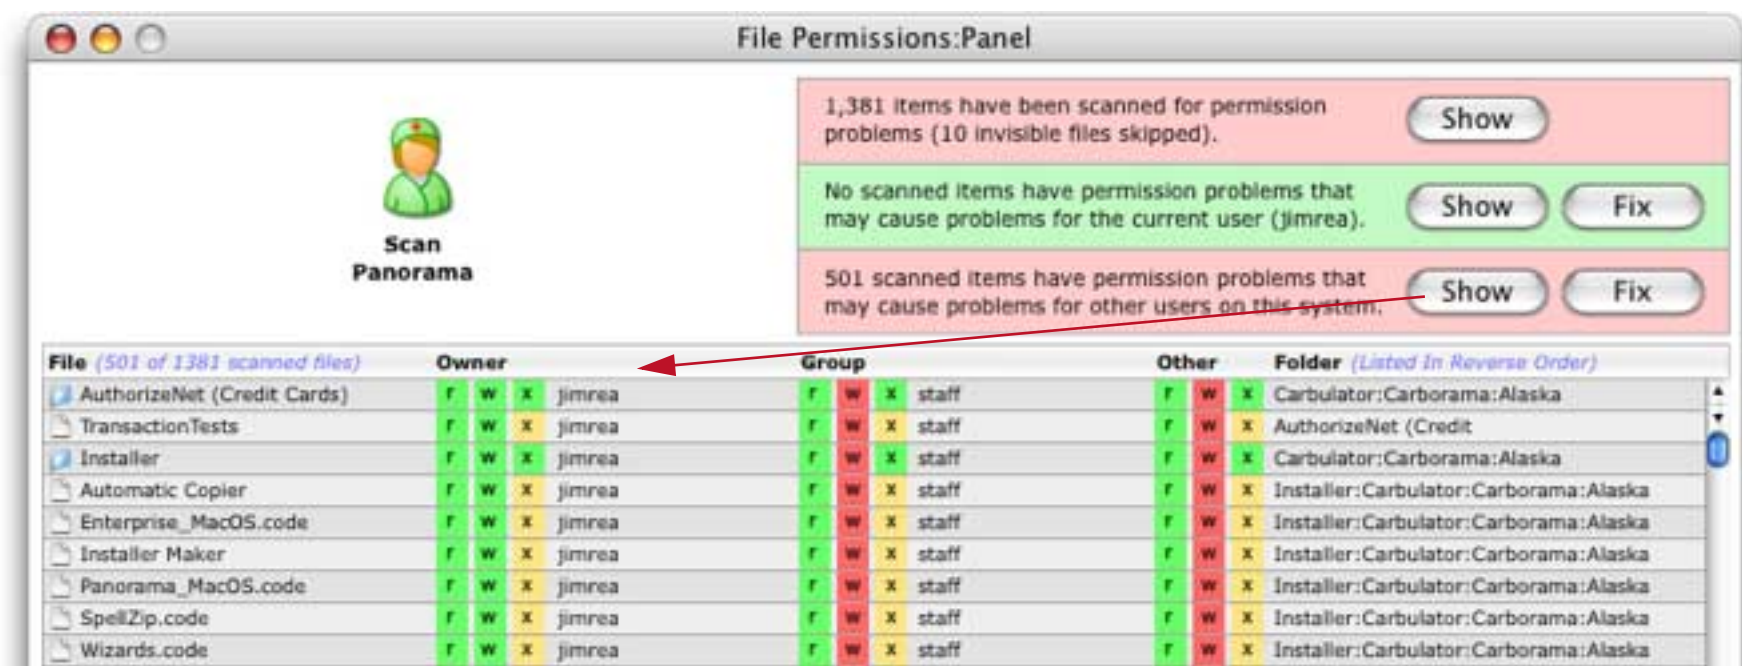 File Permissions:Panel
1,381 items have been scanned for permission
problems (10 invisible files skipped).
Show
No scanned items have permission problems that
may cause problems for the current user (jimrea).
Show Fix
501 scanned items have permission problems that
may cause problems for other users on this system.
Show Fix
Scan
Panorama
File (501 of 1381 scanned files) Owner Group Other Folder (Listed In Reverse Order)
AuthorizeNet (Credit Cards) r w x jimrea r w x staff r w x Carbulator:Carborama:Alaska
TransactionTests r w x jimrea r w x staff r w x AuthorizeNet (Credit
Installer r w x jimrea r w x staff r w x Carbulator:Carborama:Alaska
Automatic Copier r w x jimrea r w x staff r w x Installer:Carbulator:Carborama:Alaska
Enterprise_MacOS.code r w x jimrea r w x staff r w x Installer:Carbulator:Carborama:Alaska
Installer Maker r w x jimrea r w x staff r w x Installer:Carbulator:Carborama:Alaska
Panorama_MacOS.code r w x jimrea r w x staff r w x Installer:Carbulator:Carborama:Alaska
SpellZip.code r w x jimrea r w x staff r w x Installer:Carbulator:Carborama:Alaska
Wizards.code r w x jimrea r w x staff r w x Installer:Carbulator:Carborama:Alaska